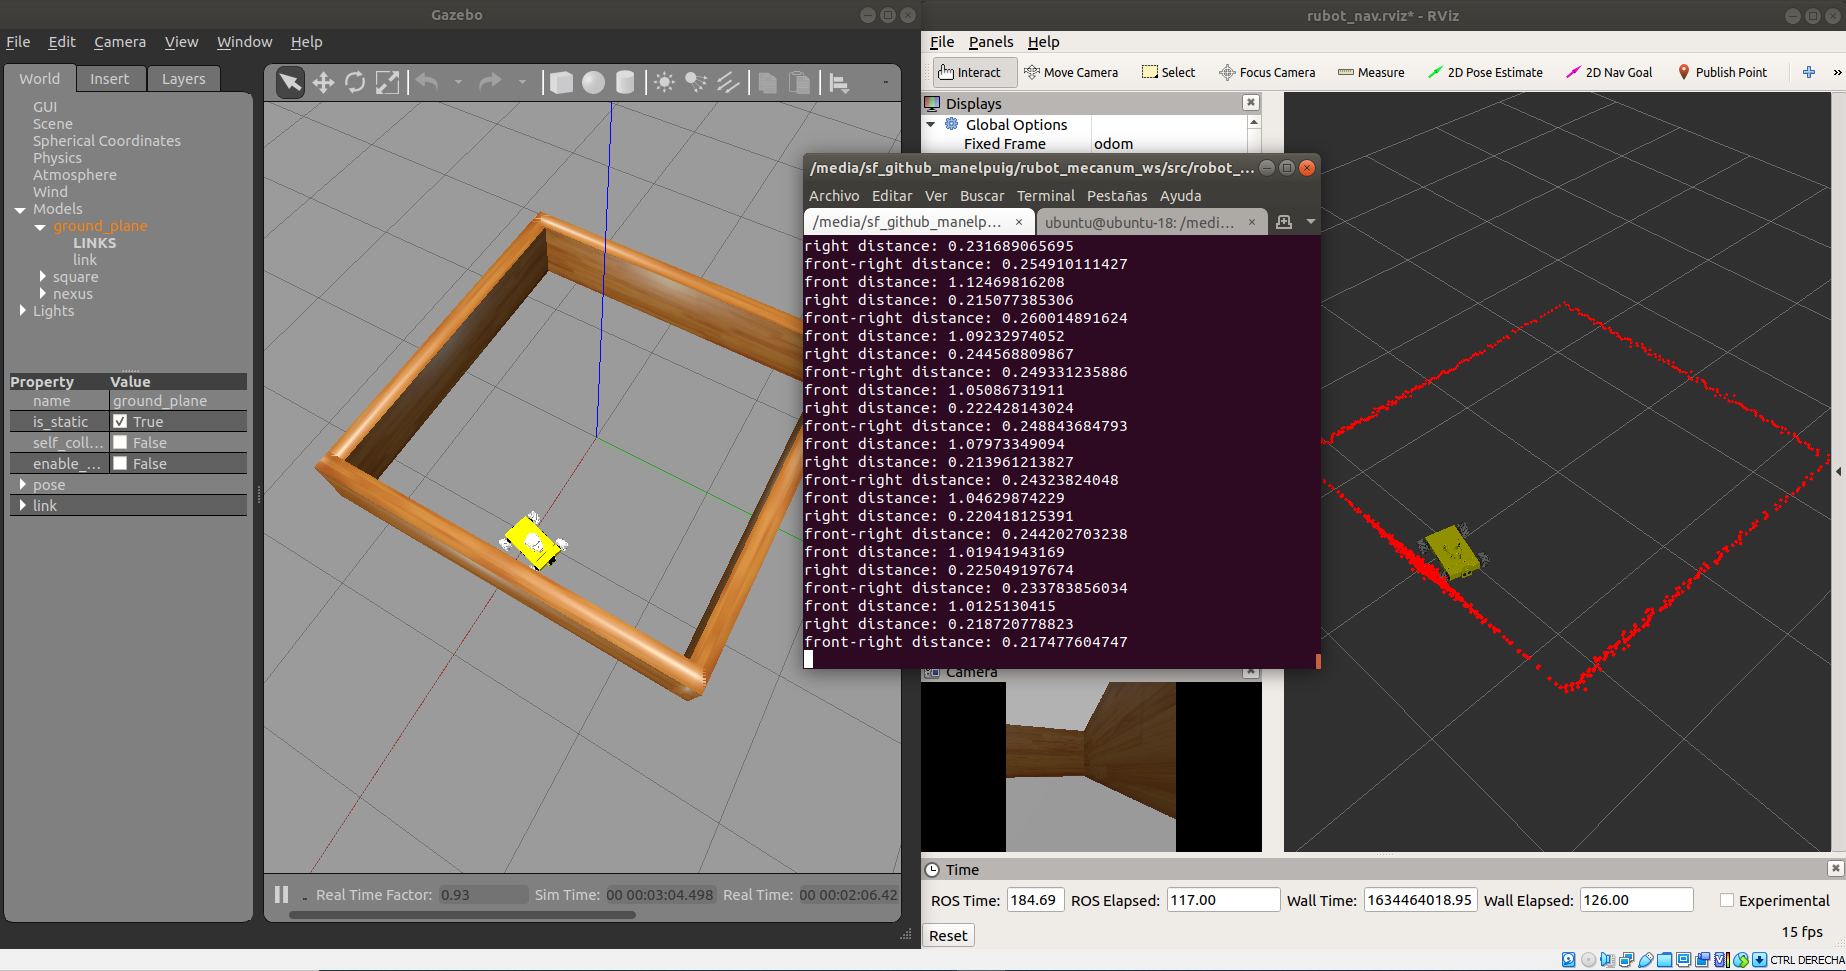 Gazebo
File Edit Camera View Window Help
World Insert Layers
GUI
Scene
Spherical Coordinates
Physics
Atmosphere
Wind
Models
ground_plane
LINKS
link
square
nexus
Lights
Property Value
name ground_plane
is_static True
self_coll... False
enable_... False
pose
link
Real Time Factor: 0.93 Sim Time: 00 00:03:04.498 Real Time: 00 00:02:06.42
rubot_nav.rviz* - RViz
File Panels Help
Interact Move Camera Select Focus Camera Measure 2D Pose Estimate 2D Nav Goal Publish Point »
Displays
Global Options
Fixed Frame odom
/media/sf_github_manelpuig/rubot_mecanum_ws/src/robot_...
Archivo Editar Ver Buscar Terminal Pestañas Ayuda
/media/sf_github_manelp... ubuntu@ubuntu-18: /medi...
right distance: 0.231689065695
front-right distance: 0.254910111427
front distance: 1.12469816208
right distance: 0.215077385306
front-right distance: 0.260014891624
front distance: 1.09232974052
right distance: 0.244568809867
front-right distance: 0.249331235886
front distance: 1.05086731911
right distance: 0.222428143024
front-right distance: 0.248843684793
front distance: 1.07973349094
right distance: 0.213961213827
front-right distance: 0.24323824048
front distance: 1.04629874229
right distance: 0.220418125391
front-right distance: 0.244202703238
front distance: 1.01941943169
right distance: 0.225049197674
front-right distance: 0.233783856034
front distance: 1.0125130415
right distance: 0.218720778823
front-right distance: 0.217477604747
Camera
Time
ROS Time: 184.69 ROS Elapsed: 117.00 Wall Time: 1634464018.95 Wall Elapsed: 126.00 Experimental
Reset 15 fps
CTRL DERECHA